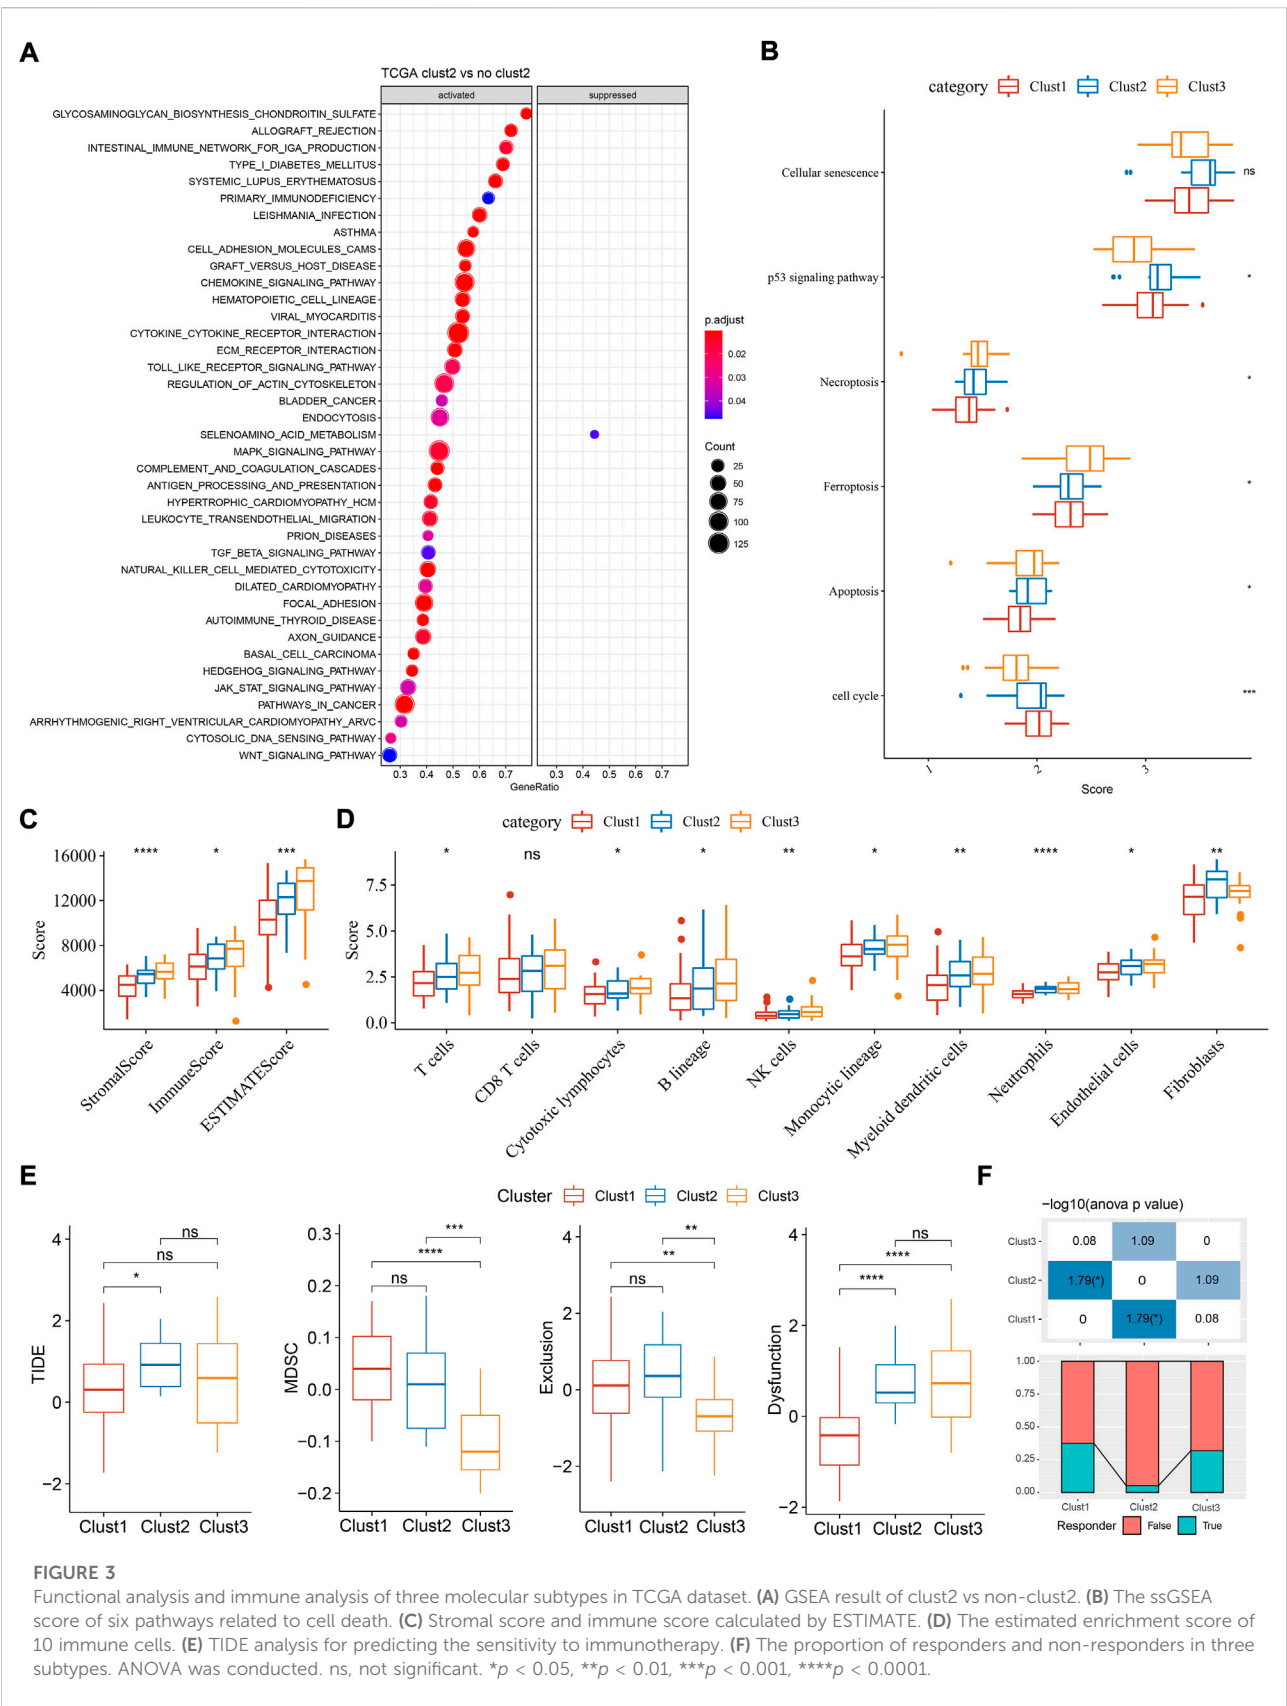 A
TCGA clust2 vs no clust2
activated
suppressed
GLYCOSAMINOGLYCAN_BIOSYNTHESIS_CHONDROITIN_SULFATE
ALLOGRAFT_REJECTION
INTESTINAL_IMMUNE_NETWORK_FOR_IGA_PRODUCTION
TYPE_I_DIABETES_MELLITUS
SYSTEMIC_LUPUS_ERYTHEMATOSUS
PRIMARY_IMMUNODEFICIENCY
LEISHMANIA_INFECTION
ASTHMA
CELL_ADHESION_MOLECULES_CAMS
GRAFT_VERSUS_HOST_DISEASE
CHEMOKINE_SIGNALING_PATHWAY
HEMATOPOIETIC_CELL_LINEAGE
VIRAL_MYOCARDITIS
CYTOKINE_CYTOKINE_RECEPTOR_INTERACTION
ECM_RECEPTOR_INTERACTION
TOLL_LIKE_RECEPTOR_SIGNALING_PATHWAY
REGULATION_OF_ACTIN_CYTOSKELETON
BLADDER_CANCER
ENDOCYTOSIS
SELENOAMINO_ACID_METABOLISM
MAPK_SIGNALING_PATHWAY
COMPLEMENT_AND_COAGULATION_CASCADES
ANTIGEN_PROCESSING_AND_PRESENTATION
HYPERTROPHIC_CARDIOMYOPATHY_HCM
LEUKOCYTE_TRANSENDOTHELIAL_MIGRATION
PRION_DISEASES
TGF_BETA_SIGNALING_PATHWAY
NATURAL_KILLER_CELL_MEDIATED_CYTOTOXICITY
DILATED_CARDIOMYOPATHY
FOCAL_ADHESION
AUTOIMMUNE_THYROID_DISEASE
AXON_GUIDANCE
BASAL_CELL_CARCINOMA
HEDGEHOG_SIGNALING_PATHWAY
JAK_STAT_SIGNALING_PATHWAY
PATHWAYS_IN_CANCER
ARRHYTHMOGENIC_RIGHT_VENTRICULAR_CARDIOMYOPATHY_ARVC
CYTOSOLIC_DNA_SENSING_PATHWAY
WNT_SIGNALING_PATHWAY
0.3 0.4 0.5 0.6 0.7
0.3 0.4 0.5 0.6 0.7
GeneRatio
p.adjust
0.02
0.03
0.04
Count
25
50
75
100
125
B
category Clust1 Clust2 Clust3
Cellular senescence
ns
p53 signaling pathway
*
Necroptosis
*
Ferroptosis
*
Apoptosis
*
cell cycle
***
1 2 3
Score
C
16000
12000
8000
4000
Score
**** * ***
StromalScore
ImmuneScore
ESTIMATEScore
D
category Clust1 Clust2 Clust3
* ns * * ** * ** **** * **
7.5
5.0
2.5
0.0
Score
T cells
CD8 T cells
Cytotoxic lymphocytes
B lineage
NK cells
Monocytic lineage
Myeloid dendritic cells
Neutrophils
Endothelial cells
Fibroblasts
E
Cluster Clust1 Clust2 Clust3
TIDE
4
2
0
−2
ns
ns
*
Clust1 Clust2 Clust3
MDSC
0.3
0.2
0.1
0.0
−0.1
−0.2
***
****
ns
Clust1 Clust2 Clust3
Exclusion
4
2
0
−2
**
**
ns
Clust1 Clust2 Clust3
Dysfunction
4
2
0
−2
ns
****
****
Clust1 Clust2 Clust3
F
−log10(anova p value)
Clust3 0.08 1.09 0
Clust2 1.79(*) 0 1.09
Clust1 0 1.79(*) 0.08
1.00
0.75
0.50
0.25
0.00
Clust1 Clust2 Clust3
Responder False True
FIGURE 3
Functional analysis and immune analysis of three molecular subtypes in TCGA dataset. (A) GSEA result of clust2 vs non-clust2. (B) The ssGSEA
score of six pathways related to cell death. (C) Stromal score and immune score calculated by ESTIMATE. (D) The estimated enrichment score of
10 immune cells. (E) TIDE analysis for predicting the sensitivity to immunotherapy. (F) The proportion of responders and non-responders in three
subtypes. ANOVA was conducted. ns, not significant. *p < 0.05, **p < 0.01, ***p < 0.001, ****p < 0.0001.